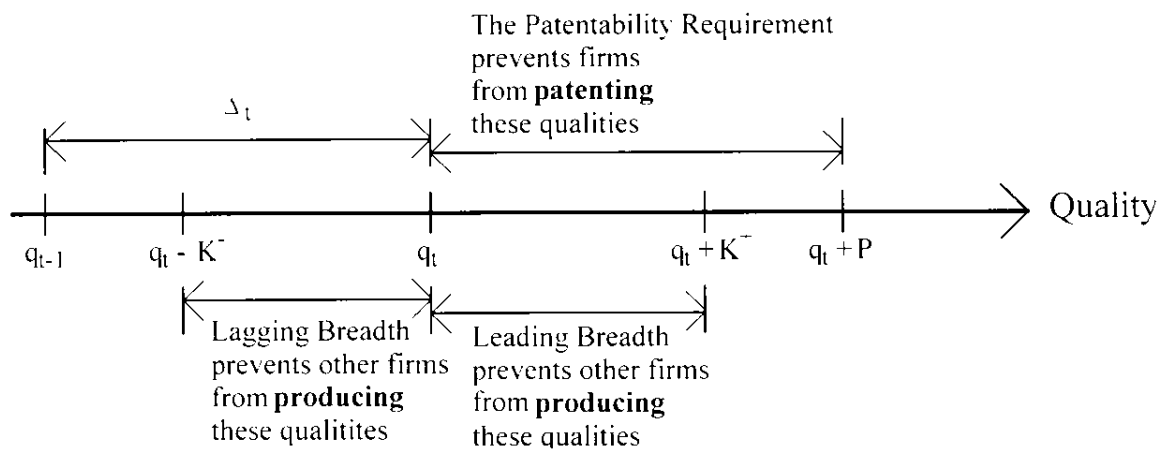 The Patentability Requirement
prevents firms
from patenting
these qualities
Δt
Quality
qt-1
qt - K-
qt
qt + K+
qt + P
Lagging Breadth
prevents other firms
from producing
these qualitites
Leading Breadth
prevents other firms
from producing
these qualities